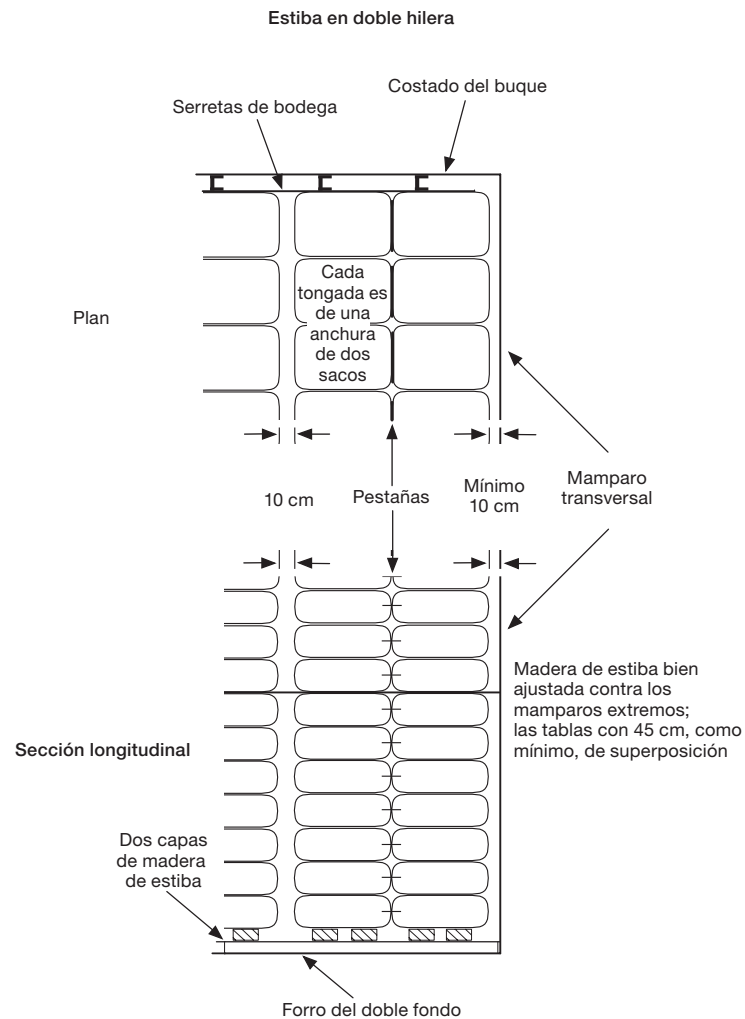 Estiba en doble hilera
Costado del buque
Serretas de bodega
Cada
tongada es
de una
anchura
de dos
sacos
Plan
10 cm
Pestañas
Mínimo
10 cm
Mamparo
transversal
Madera de estiba bien
ajustada contra los
mamparos extremos;
las tablas con 45 cm, como
mínimo, de superposición
Sección longitudinal
Dos capas
de madera
de estiba
Forro del doble fondo